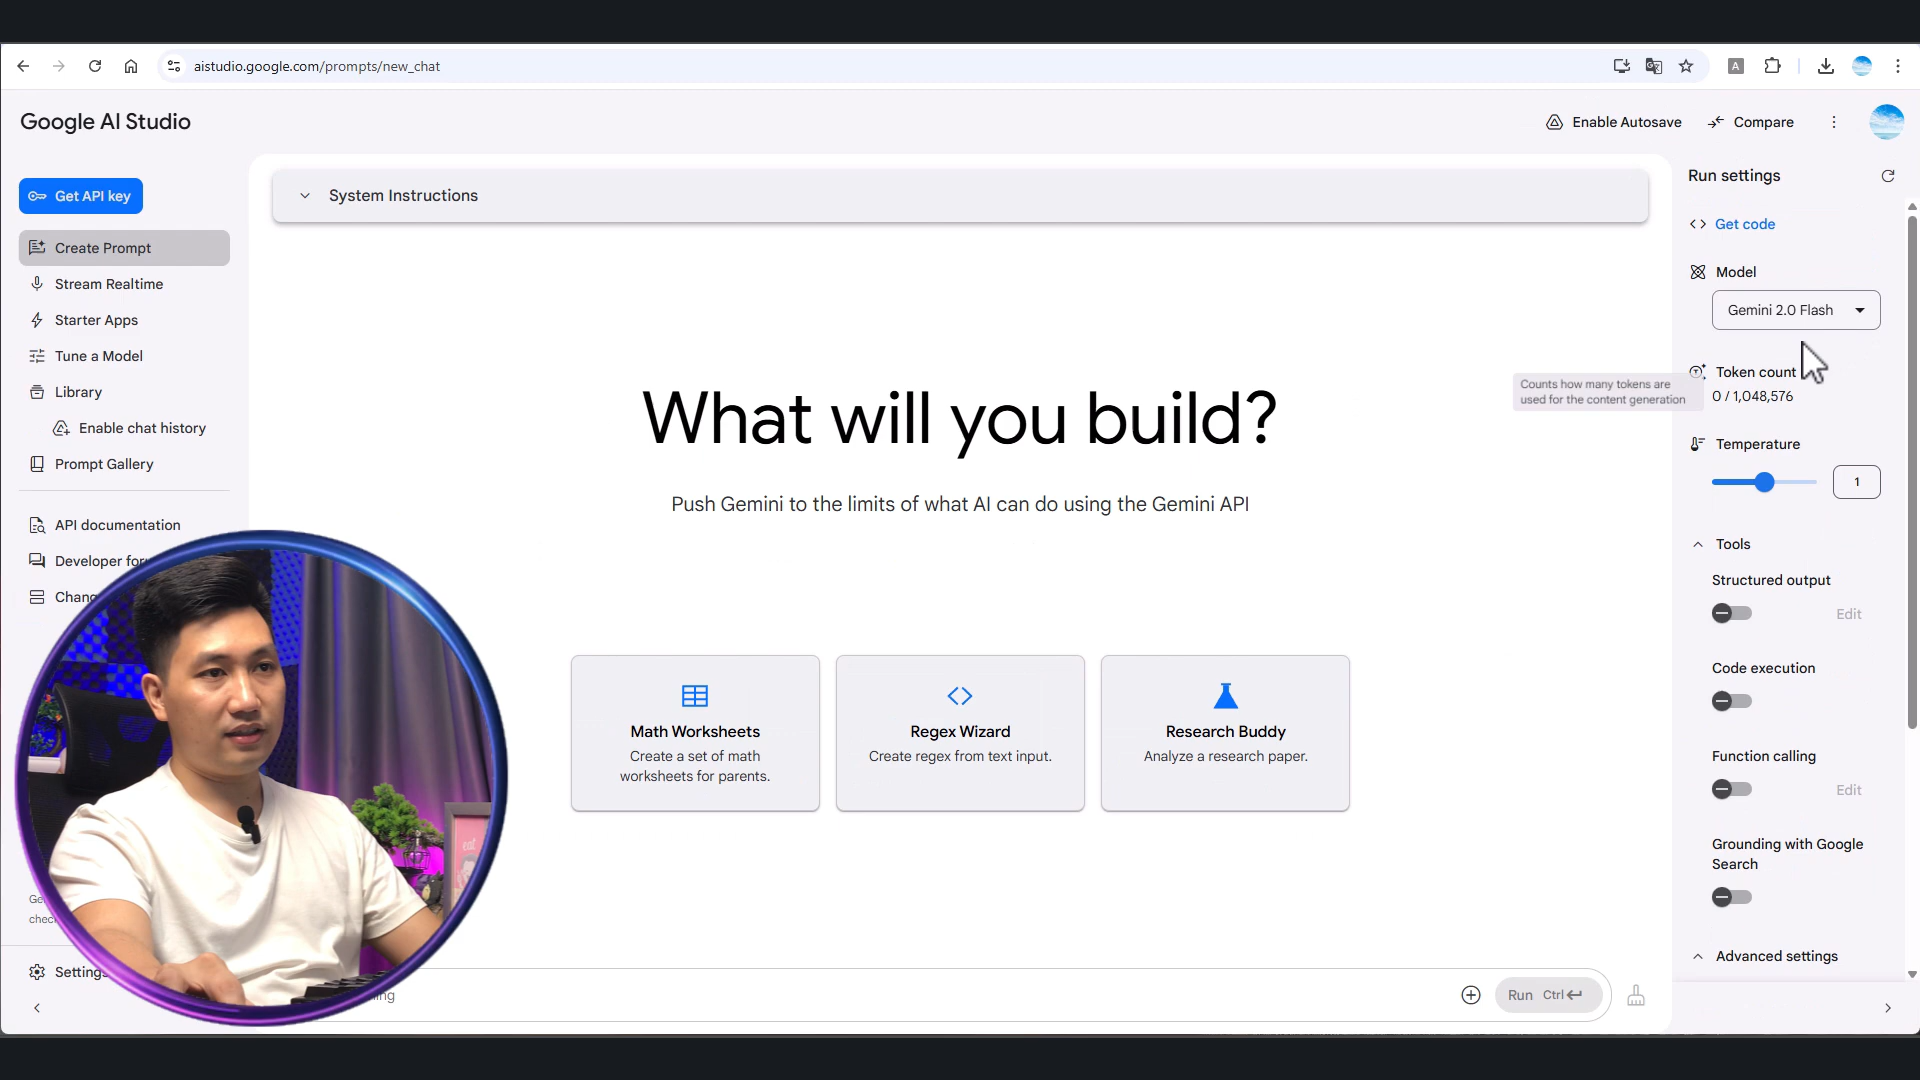 aistudio.google.com/prompts/new_chat
A
Google AI Studio
Enable Autosave
Compare
Get API key
Create Prompt
Stream Realtime
Starter Apps
Tune a Model
Library
Enable chat history
Prompt Gallery
API documentation
Developer
Settings
System Instructions
What will you build?
Push Gemini to the limits of what AI can do using the Gemini API
Math Worksheets
Create a set of math
worksheets for parents.
Regex Wizard
Create regex from text input.
Research Buddy
Analyze a research paper.
Run Ctrl
Run settings
Get code
Model
Gemini 2.0 Flash
Token count
0 / 1,048,576
Counts how many tokens are
used for the content generation
Temperature
1
Tools
Structured output
Edit
Code execution
Function calling
Edit
Grounding with Google
Search
Advanced settings
eat